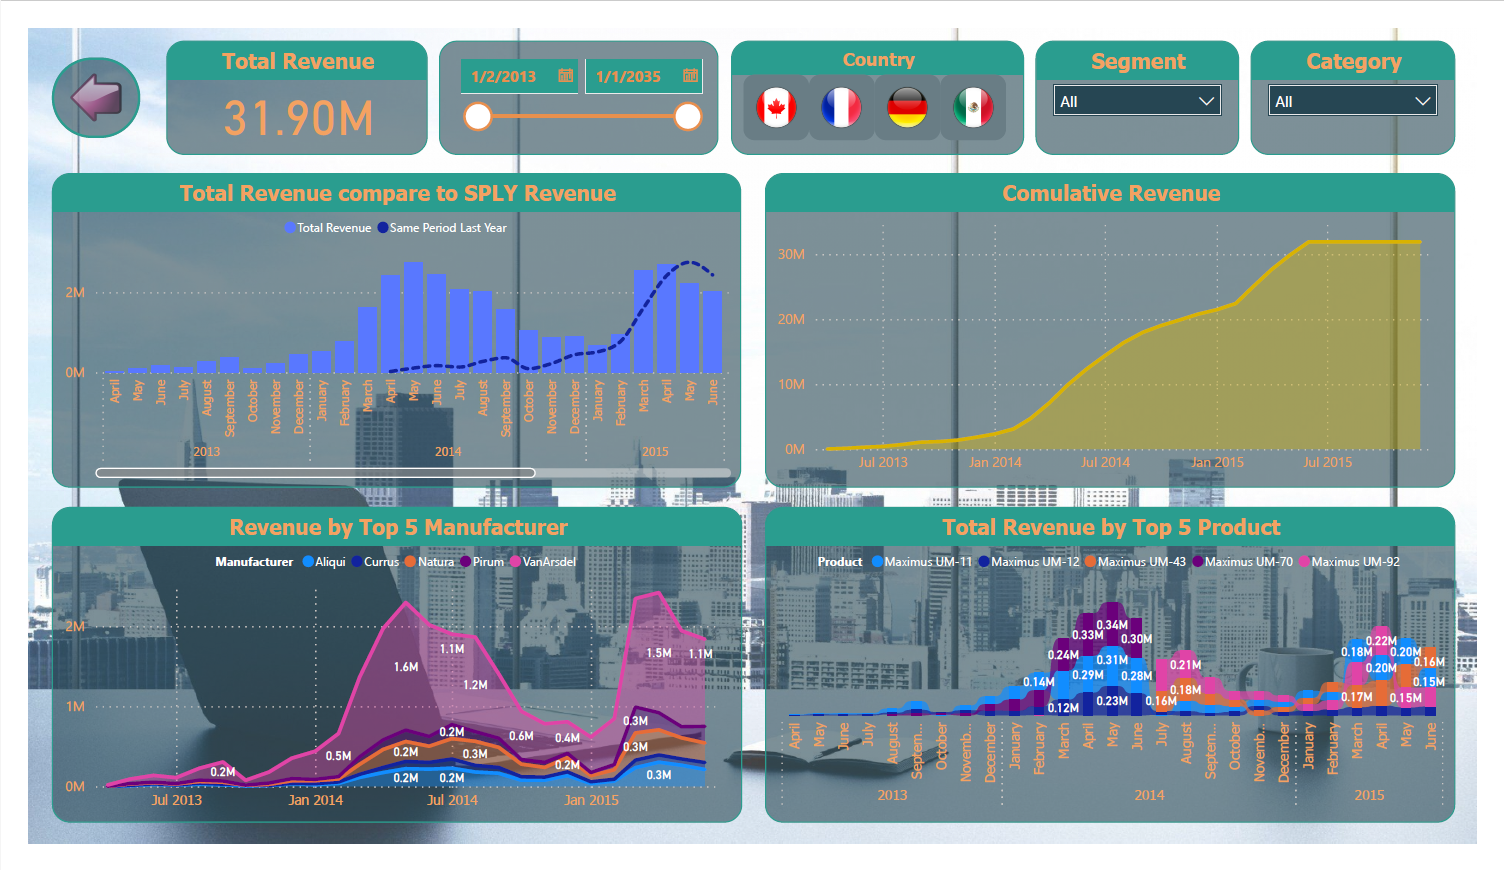 Total Revenue
31.90M
1/2/2013
1/1/2035
Country
Segment
All
Category
All
Total Revenue compare to SPLY Revenue
Total Revenue Same Period Last Year
2M
0M
April May June July August September October November December January February March April May June July August September October November December January February March April May June
2013 2014 2015
Comulative Revenue
30M
20M
10M
0M
Jul 2013 Jan 2014 Jul 2014 Jan 2015 Jul 2015
Revenue by Top 5 Manufacturer
Manufacturer Aliqui Currus Natura Pirum VanArsdel
2M
1M
0M
1.6M 1.1M 1.5M 1.1M
1.2M
0.5M 0.6M 0.4M 0.3M
0.2M 0.2M 0.2M 0.3M 0.2M 0.3M
0.2M 0.2M 0.3M
Jul 2013 Jan 2014 Jul 2014 Jan 2015
Total Revenue by Top 5 Product
Product Maximus UM-11 Maximus UM-12 Maximus UM-43 Maximus UM-70 Maximus UM-92
0.34M
0.33M 0.30M 0.22M
0.24M 0.31M 0.21M 0.18M 0.20M
0.14M 0.29M 0.28M 0.18M 0.20M 0.16M
0.12M 0.23M 0.16M 0.17M 0.15M 0.15M
April May June July August Septem... October Novemb... December January February March April May June July August Septem... October Novemb... December January February March April May June
2013 2014 2015